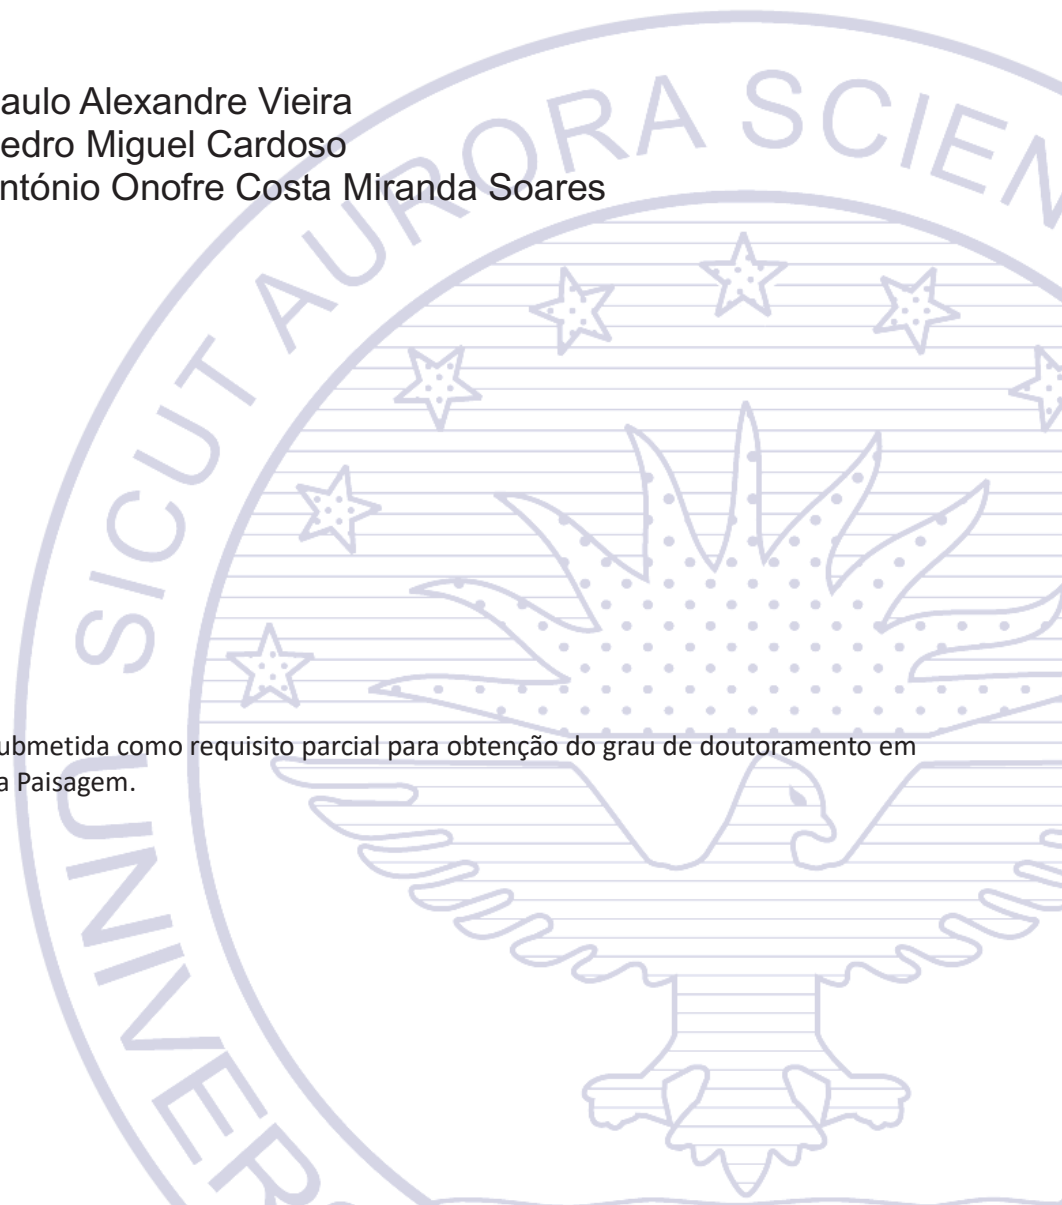 aulo Alexandre Vieira
edro Miguel Cardoso
ntónio Onofre Costa Miranda Soares
SICUT AURORA SCIEN
ubmetida como requisito parcial para obtenção do grau de doutoramento em
a Paisagem.
UNIVER